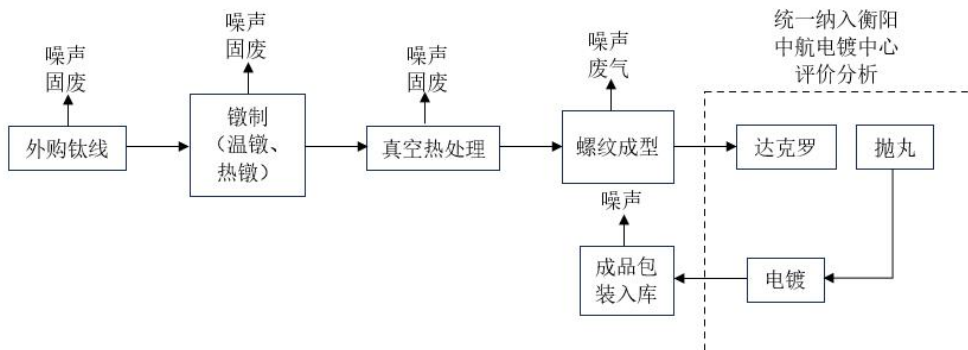 噪声
固废
外购钛线
噪声
固废
镦制
（温镦、
热镦）
噪声
固废
真空热处理
噪声
废气
螺纹成型
统一纳入衡阳
中航电镀中心
评价分析
达克罗
抛丸
噪声
成品包
装入库
电镀